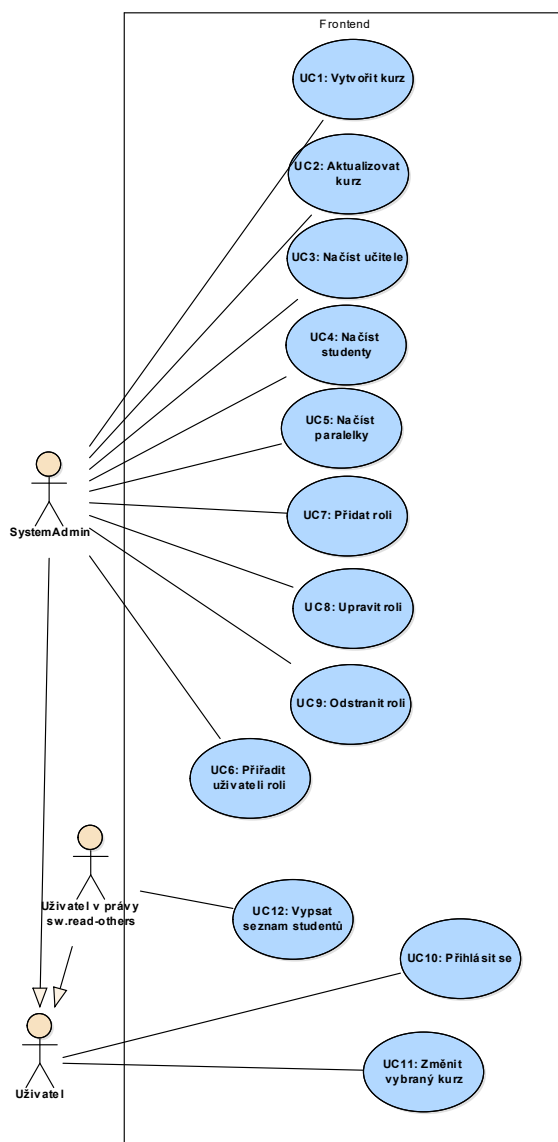 Frontend
UC1: Vytvořit kurz
UC2: Aktualizovat
kurz
UC3: Načíst učitele
UC4: Načíst
studenty
UC5: Načíst
paralelky
SystemAdmin
UC7: Přidat roli
UC8: Upravit roli
UC9: Odstranit roli
UC6: Přiřadit
uživateli roli
Uživatel v právy
sw.read-others
UC12: Vypsat
seznam studentů
UC10: Přihlásit se
Uživatel
UC11: Změnit
vybraný kurz